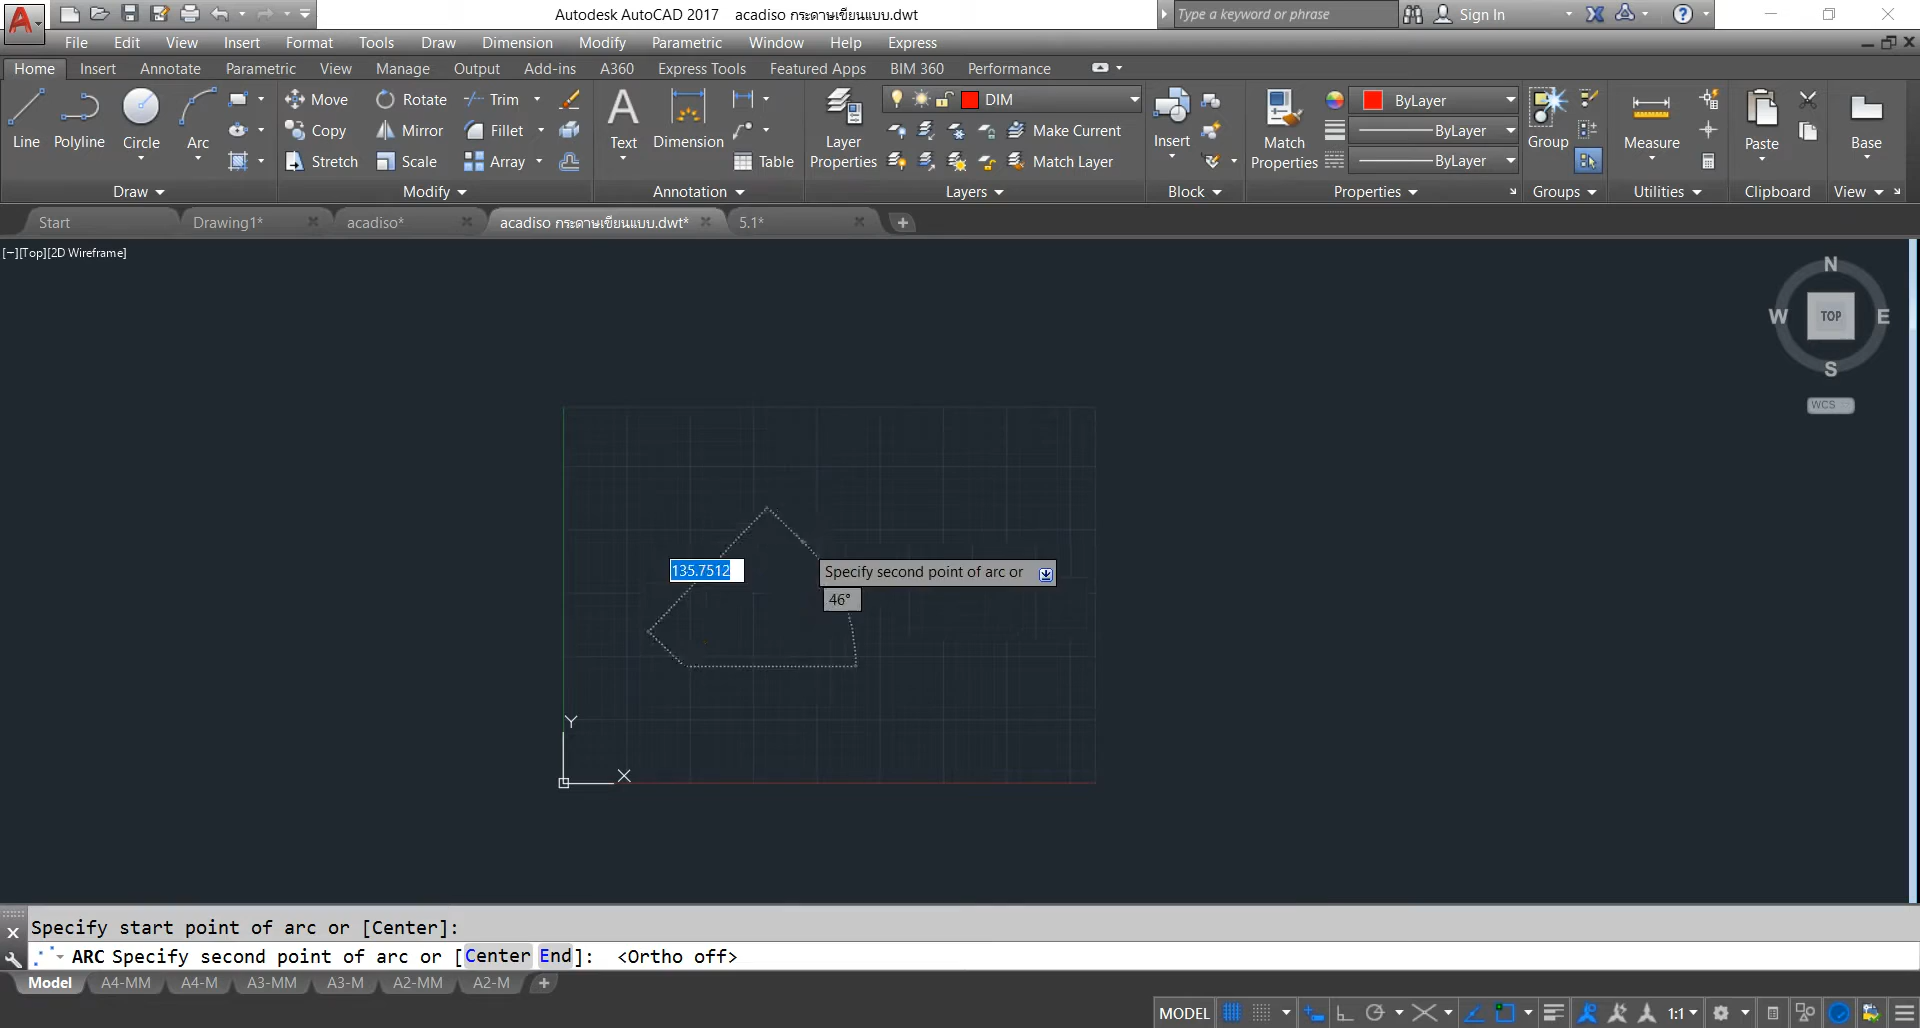 Autodesk AutoCAD 2017 acadiso กระดาษเขียนแบบ.dwt
Type a keyword or phrase
Sign In
File Edit View Insert Format Tools Draw Dimension Modify Parametric Window Help Express
Home Insert Annotate Parametric View Manage Output Add-ins A360 Express Tools Featured Apps BIM 360 Performance
Line Polyline Circle Arc
Move Rotate Trim
Copy Mirror Fillet
Stretch Scale Array
Text Dimension Table
Layer Properties
DIM
Make Current
Match Layer
Insert
Match Properties
ByLayer
ByLayer
ByLayer
Group
Measure
Paste
Base
Draw Modify Annotation Layers Block Properties Groups Utilities Clipboard View
Start Drawing1* acadiso* acadiso กระดาษเขียนแบบ.dwt* 5.1*
[−][Top][2D Wireframe]
N
W TOP E
S
WCS
135.7512
Specify second point of arc or
46°
Y
X
Specify start point of arc or [Center]:
ARC Specify second point of arc or [Center End]: <Ortho off>
Model A4-MM A4-M A3-MM A3-M A2-MM A2-M
MODEL 1:1